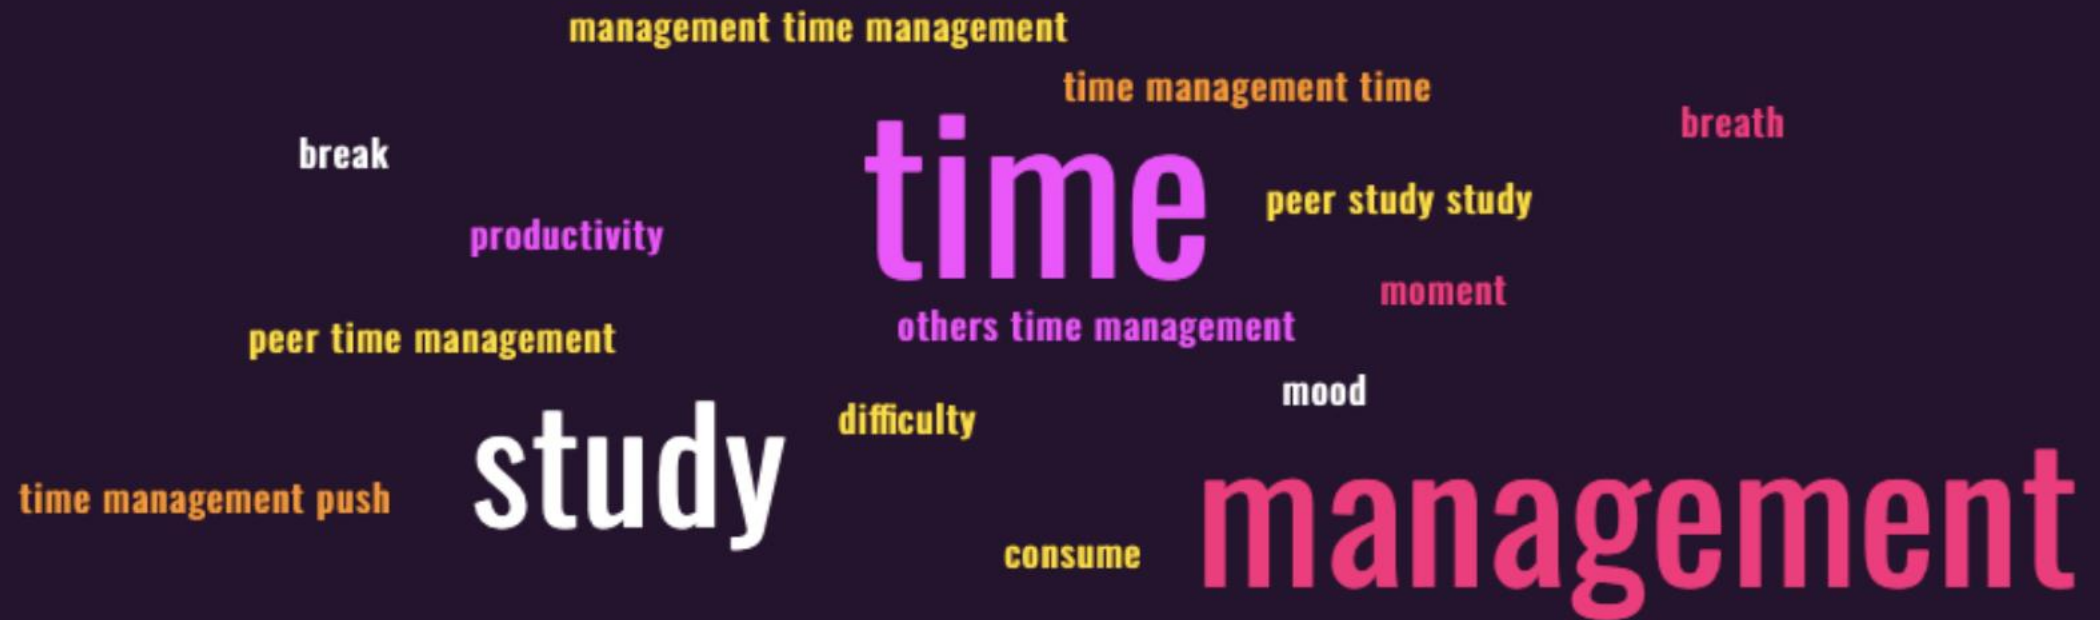 management time management
time management time
breath
break
time
peer study study
productivity
moment
others time management
peer time management
mood
difficulty
study
time management push
management
consume